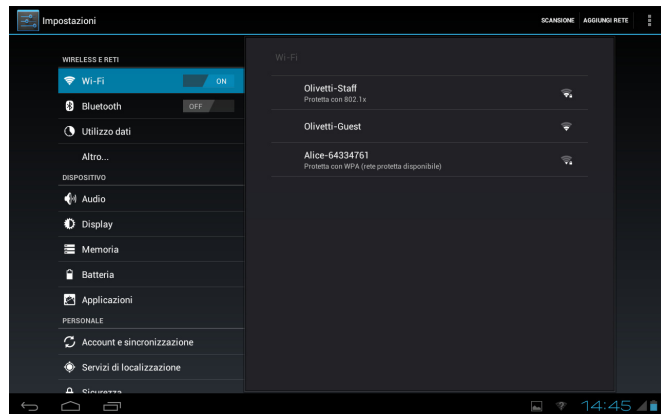 Impostazioni
SCANSIONE AGGIUNGI RETE
WIRELESS E RETI
Wi-Fi ON
Bluetooth OFF
Utilizzo dati
Altro...
DISPOSITIVO
Audio
Display
Memoria
Batteria
Applicazioni
PERSONALE
Account e sincronizzazione
Servizi di localizzazione
Sicurezza
Wi-Fi
Olivetti-Staff
Protetta con 802.1x
Olivetti-Guest
Alice-64334761
Protetta con WPA (rete protetta disponibile)
14:45